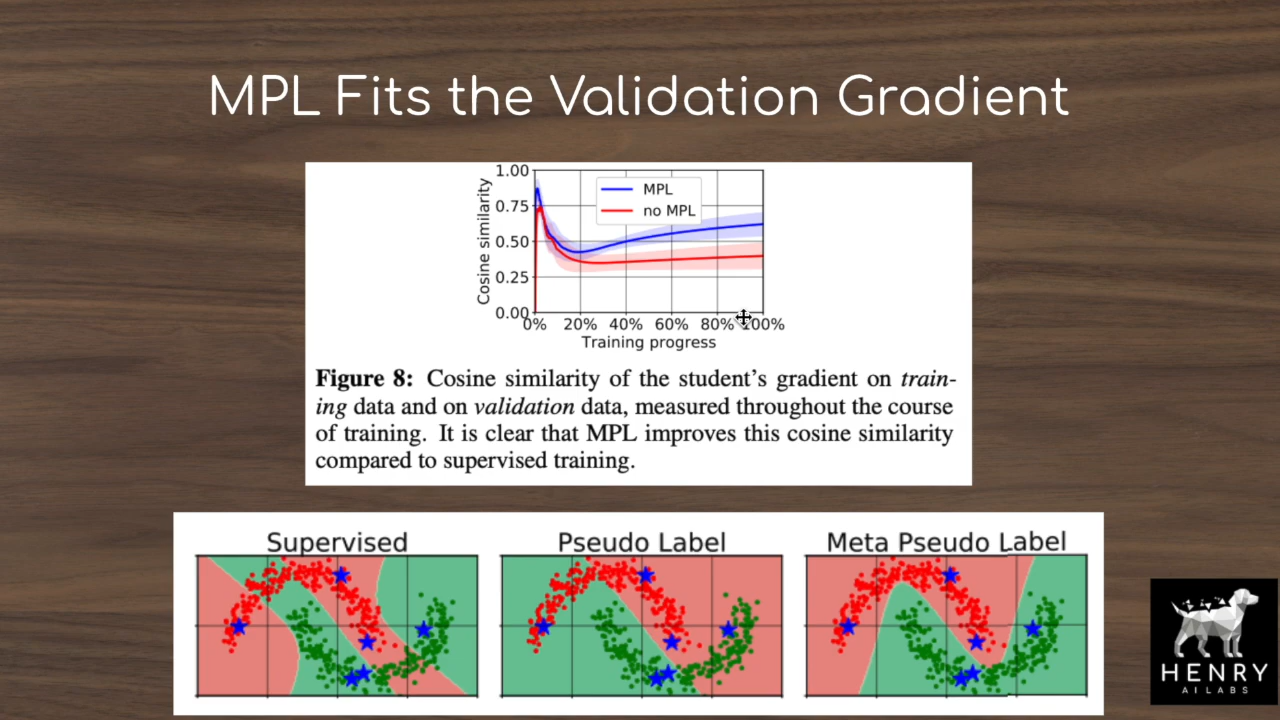 MPL Fits the Validation Gradient
1.00
0.75
0.50
0.25
0.00
Cosine similarity
MPL
no MPL
0% 20% 40% 60% 80% 100%
Training progress
Figure 8: Cosine similarity of the student's gradient on train-
ing data and on validation data, measured throughout the course
of training. It is clear that MPL improves this cosine similarity
compared to supervised training.
Supervised Pseudo Label Meta Pseudo Label
HENRY
AI LABS